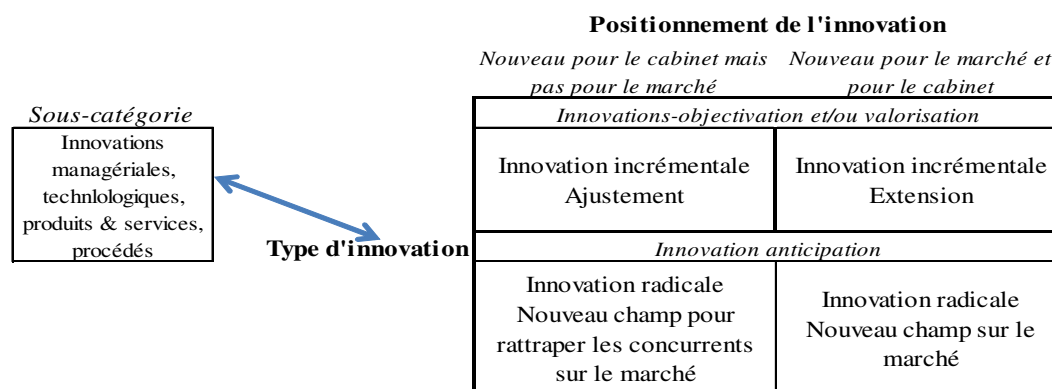 Positionnement de l'innovation
Nouveau pour le cabinet mais
pas pour le marché
Nouveau pour le marché et
pour le cabinet
Sous-catégorie
Innovations
managériales,
technlologiques,
produits & services,
procédés
Type d'innovation
Innovations-objectivation et/ou valorisation
Innovation incrémentale
Ajustement
Innovation incrémentale
Extension
Innovation anticipation
Innovation radicale
Nouveau champ pour
rattraper les concurrents
sur le marché
Innovation radicale
Nouveau champ sur le
marché